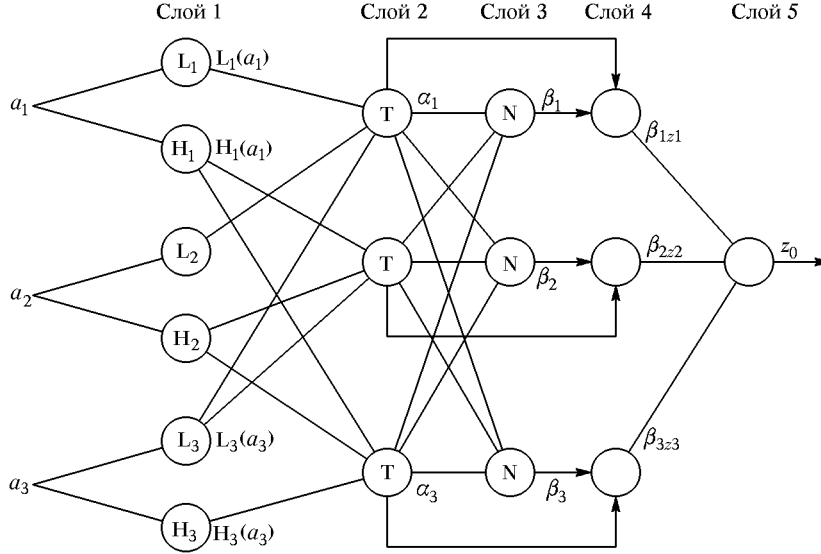 Слой 1 Слой 2 Слой 3 Слой 4 Слой 5
L₁ L₁(a₁)
a₁ T α₁ N β₁
β₁z₁
H₁ H₁(a₁)
L₂ T N β₂ β₂z₂ z₀
a₂
H₂
L₃ L₃(a₃)
β₃z₃
a₃ T α₃ N β₃
H₃ H₃(a₃)